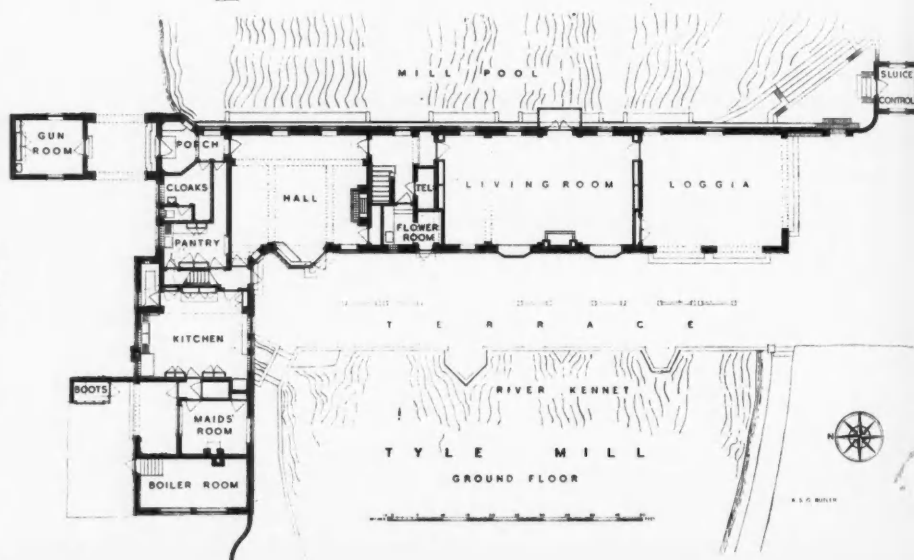 MILL POOL
SLUICE
CONTROL
GUN
ROOM
PORCH
CLOAKS
HALL
TEL
LIVING ROOM
LOGGIA
FLOWER
ROOM
PANTRY
TERRACE
KITCHEN
RIVER KENNET
BOOTS
MAIDS'
ROOM
N
TYLE MILL
GROUND FLOOR
BOILER ROOM